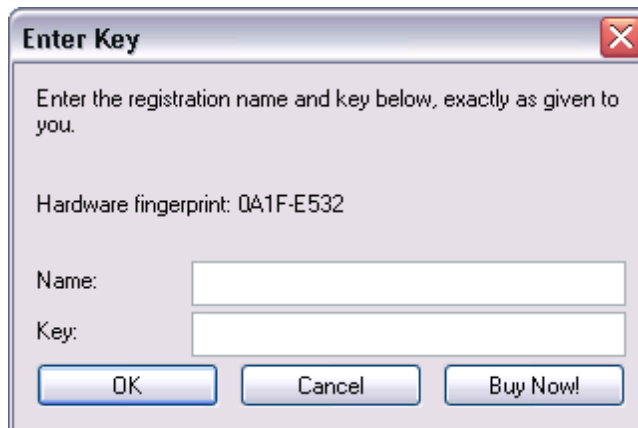 Enter Key
Enter the registration name and key below, exactly as given to
you.
Hardware fingerprint: 0A1F-E532
Name:
Key:
OK Cancel Buy Now!